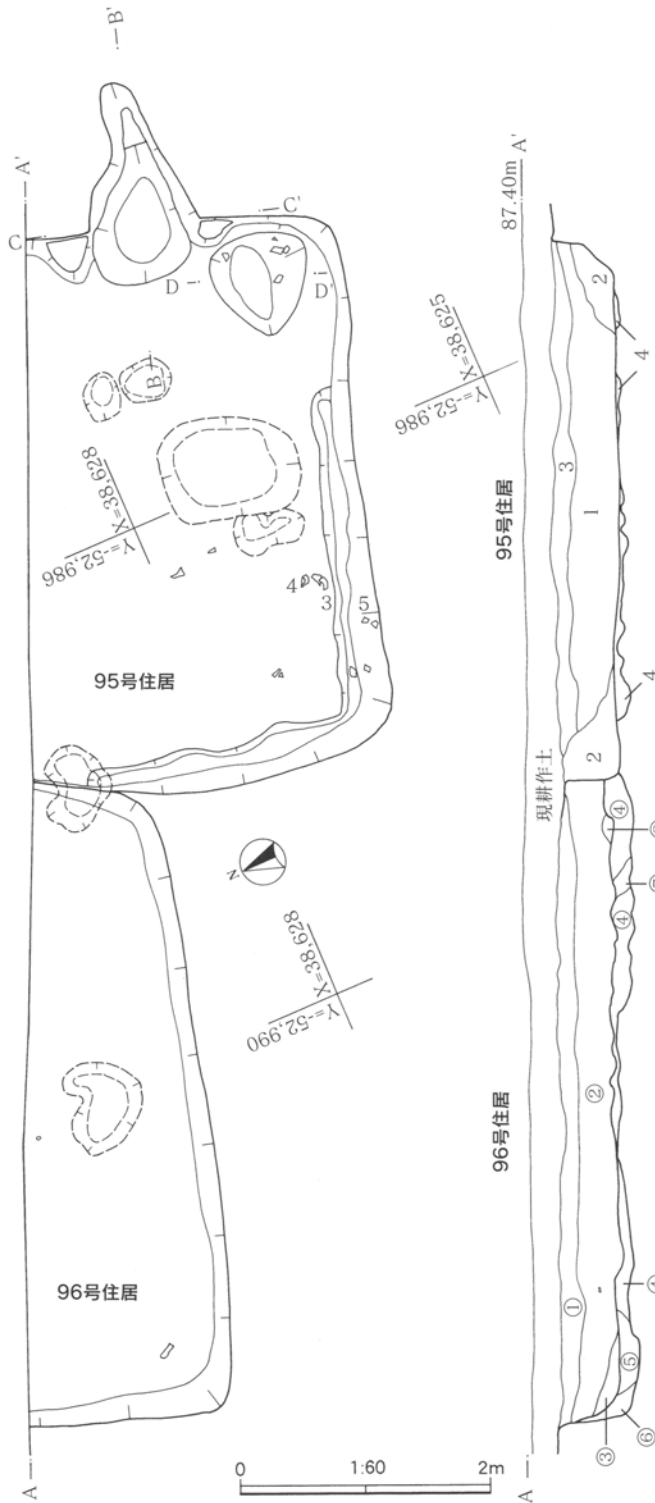 B'
A'
C
C'
D
D'
B
Y=-52,986 X=38,625
Y=-52,986 X=38,628
4
3
5
95号住居
N
Y=-52,990 X=38,628
96号住居
A
0 1:60 2m
A'
87.40m
2
4
3
95号住居
1
4
2
現耕作土
④
④
96号住居
②
①
⑤
③
⑥
A